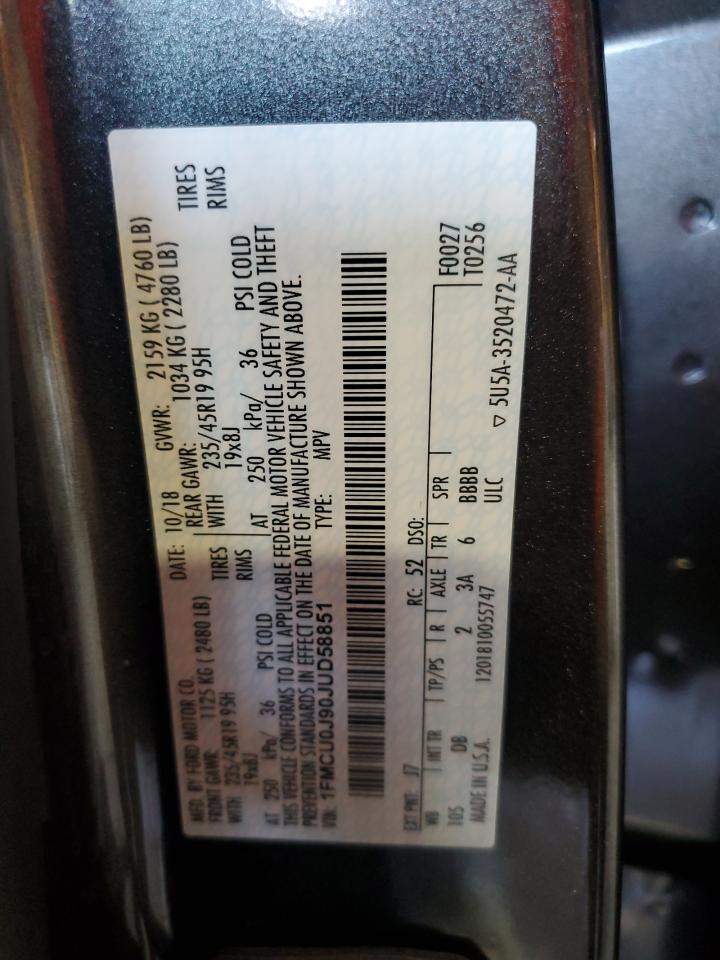 MFD. BY FORD MOTOR CO.
DATE: 10/18 GVWR: 2159 KG ( 4760 LB)
FRONT GAWR: 1125 KG ( 2480 LB) REAR GAWR: 1034 KG ( 2280 LB)
WITH 235/45R19 95H TIRES WITH 235/45R19 95H TIRES
19x8J RIMS 19x8J RIMS
AT 250 kPa/ 36 PSI COLD AT 250 kPa/ 36 PSI COLD
THIS VEHICLE CONFORMS TO ALL APPLICABLE FEDERAL MOTOR VEHICLE SAFETY AND THEFT
PREVENTION STANDARDS IN EFFECT ON THE DATE OF MANUFACTURE SHOWN ABOVE.
VIN: 1FMCU0J90JUD58851 TYPE: MPV
EXT PNT: J7 RC: 52 DSO:
WB INT TR TP/PS R AXLE TR SPR F0027
105 DB 2 3A 6 BBBB T0256
MADE IN U.S.A. 1201810055747 ULC
▽ 5U5A-3520472-AA